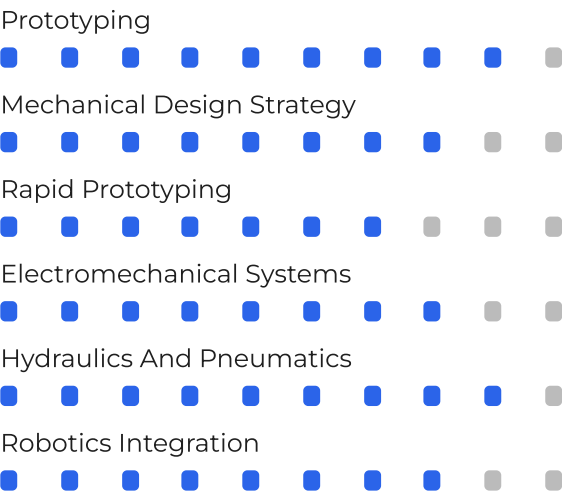 Prototyping
Mechanical Design Strategy
Rapid Prototyping
Electromechanical Systems
Hydraulics And Pneumatics
Robotics Integration